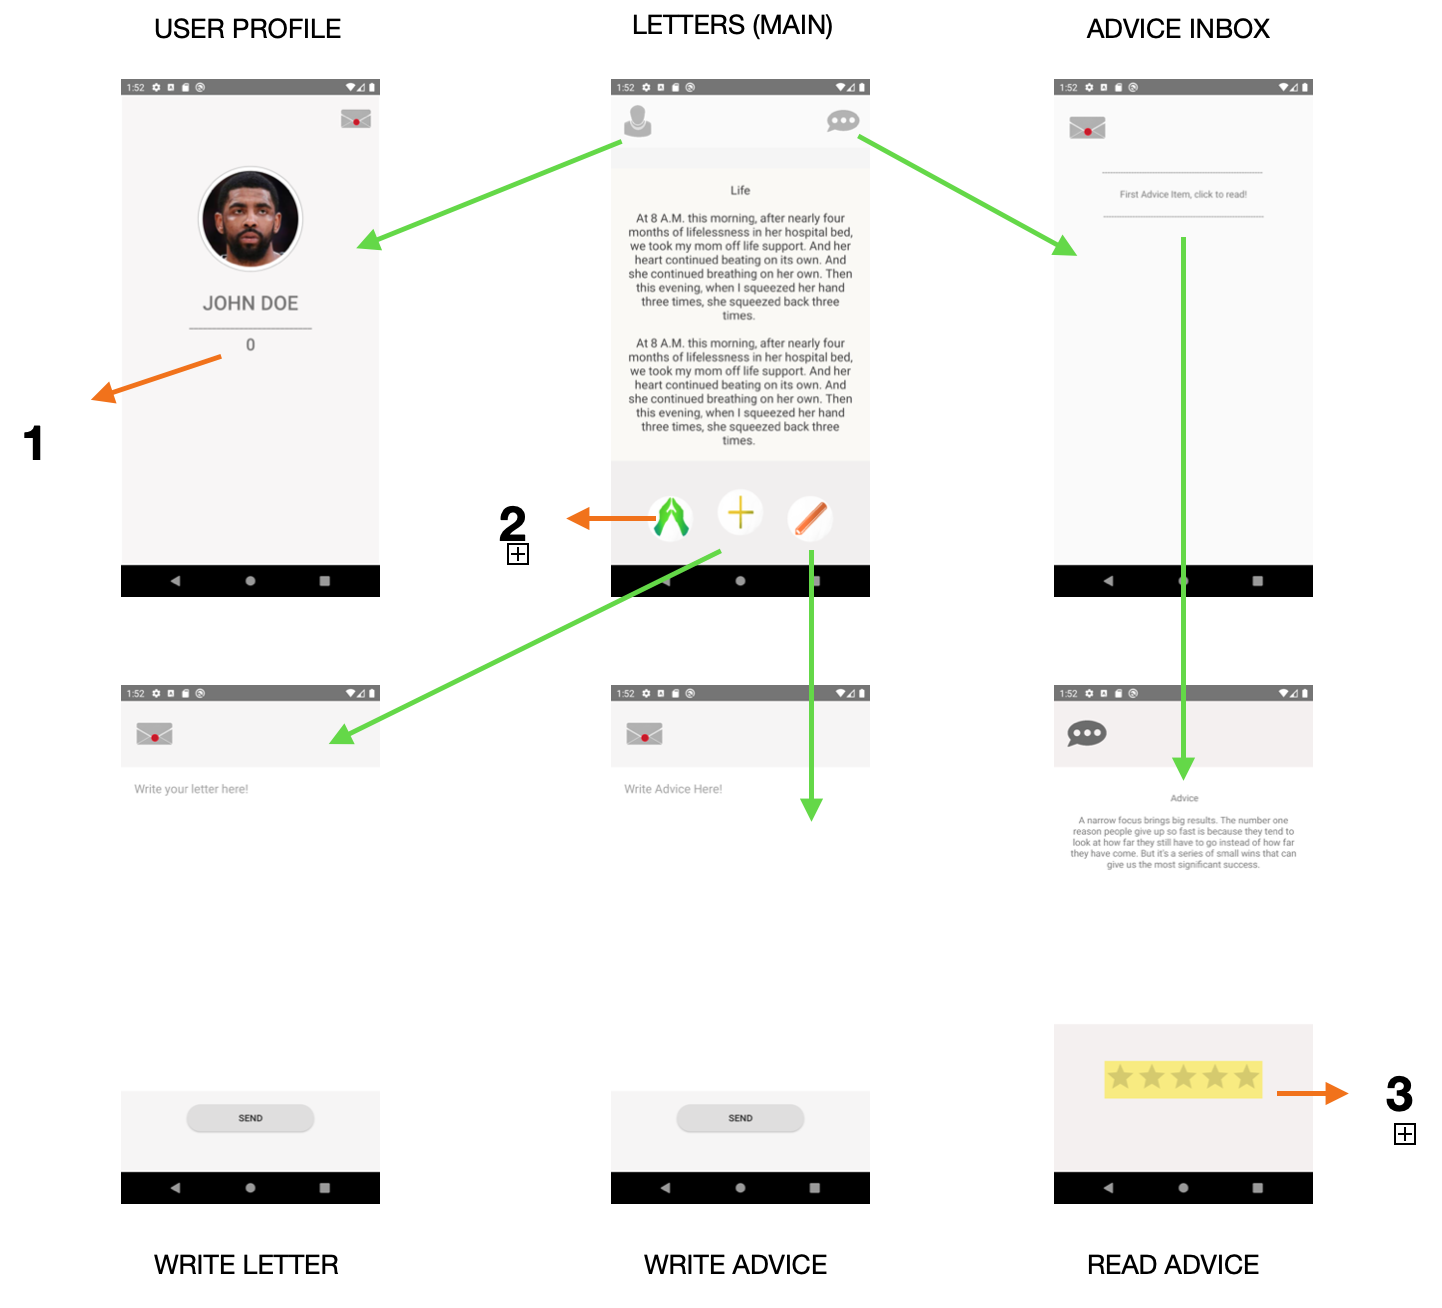 USER PROFILE
LETTERS (MAIN)
ADVICE INBOX
1:52
1:52
1:52
JOHN DOE
0
1
Life
At 8 A.M. this morning, after nearly four
months of lifelessness in her hospital bed,
we took my mom off life support. And her
heart continued beating on its own. And
she continued breathing on her own. Then
this evening, when I squeezed her hand
three times, she squeezed back three
times.
At 8 A.M. this morning, after nearly four
months of lifelessness in her hospital bed,
we took my mom off life support. And her
heart continued beating on its own. And
she continued breathing on her own. Then
this evening, when I squeezed her hand
three times, she squeezed back three
times.
2
First Advice Item, click to read!
1:52
1:52
1:52
Write your letter here!
SEND
Write Advice Here!
SEND
Advice
A narrow focus brings big results. The number one
reason people give up so fast is because they tend to
look at how far they still have to go instead of how far
they have come. But it's a series of small wins that can
give us the most significant success.
3
WRITE LETTER
WRITE ADVICE
READ ADVICE